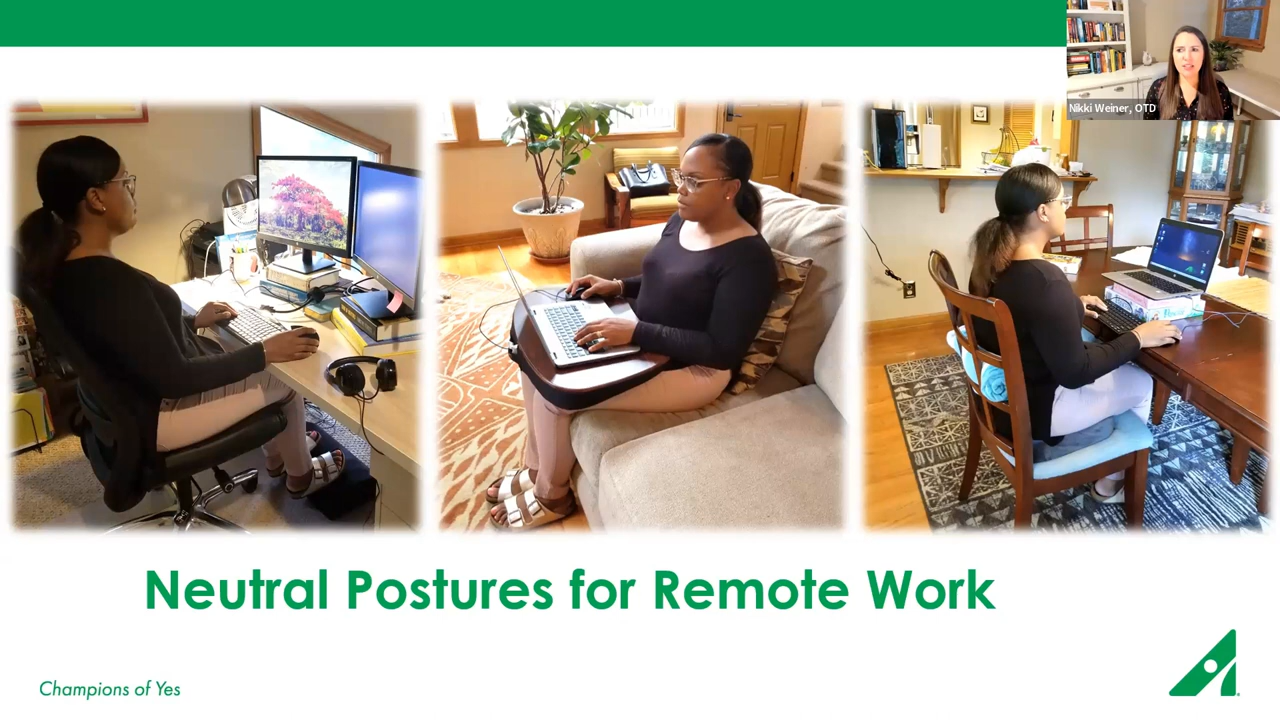 Nikki Weiner, OTD
Neutral Postures for Remote Work
Champions of Yes